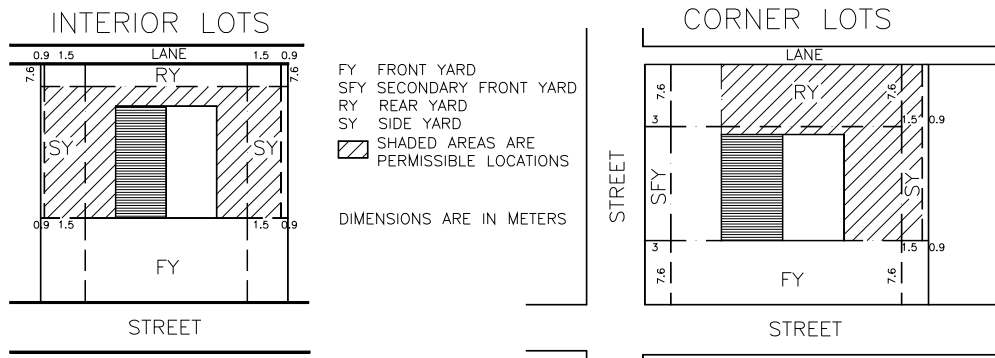 INTERIOR LOTS
0.9 1.5 LANE 1.5 0.9
7.6 RY 7.6
SY SY
0.9 1.5 1.5 0.9
FY
STREET
FY FRONT YARD
SFY SECONDARY FRONT YARD
RY REAR YARD
SY SIDE YARD
SHADED AREAS ARE
PERMISSIBLE LOCATIONS
DIMENSIONS ARE IN METERS
CORNER LOTS
LANE
7.6 RY 7.6
3 1.5 0.9
STREET SFY SY
3 1.5 0.9
7.6 FY 7.6
STREET